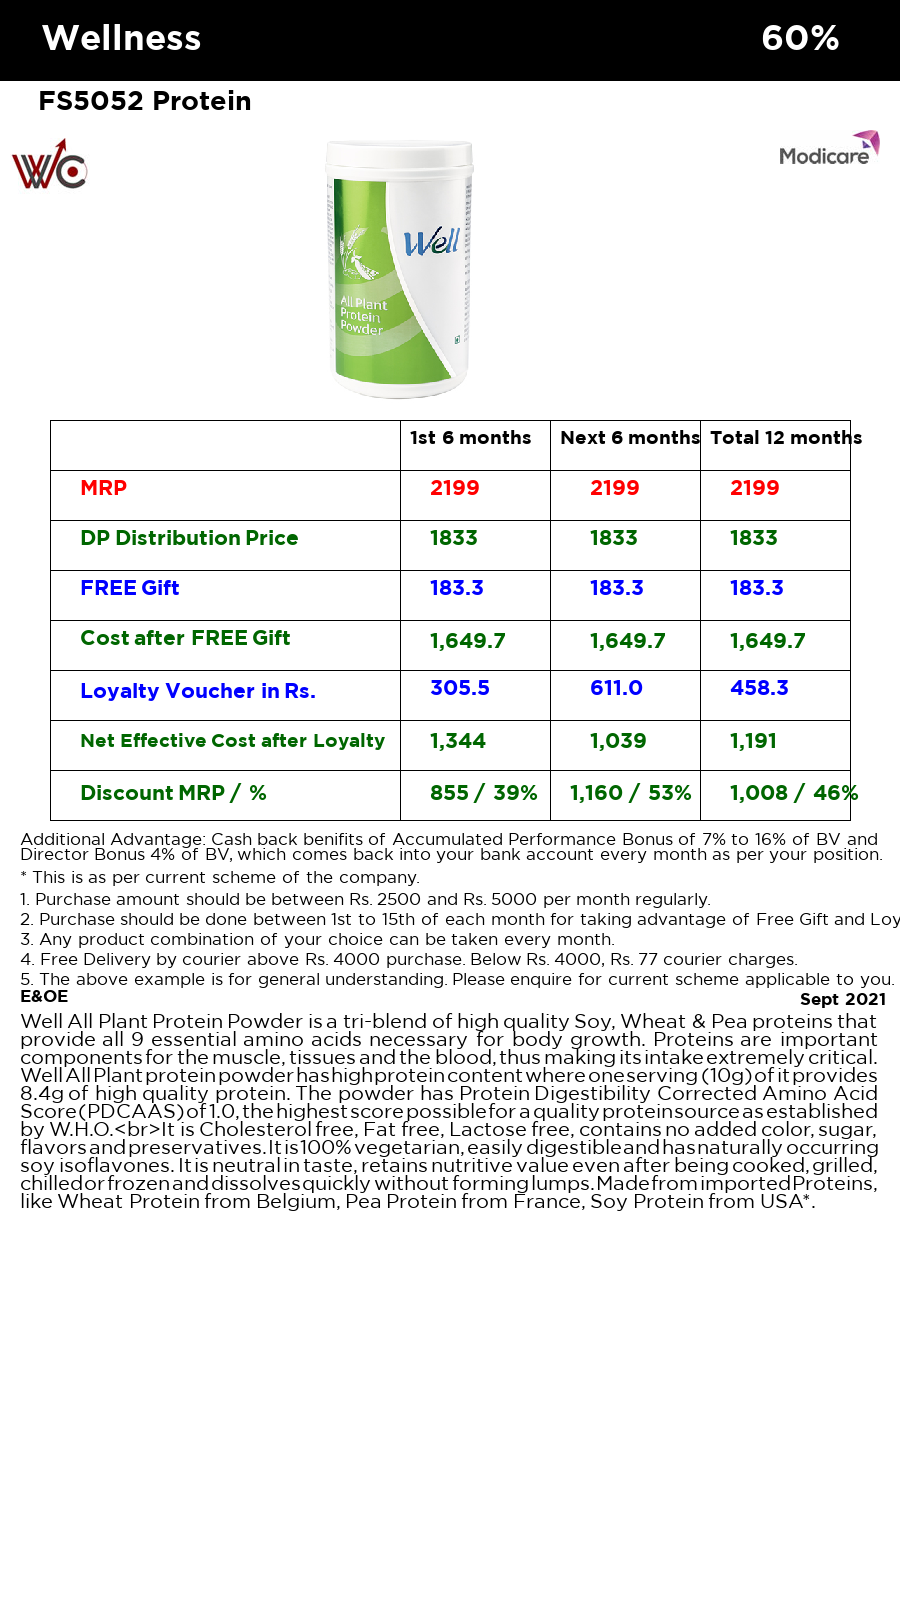 Wellness 60%
FS5052 Protein
WC
Modicare
Well
All Plant
Protein
Powder
1st 6 months Next 6 months Total 12 months
MRP 2199 2199 2199
DP Distribution Price 1833 1833 1833
FREE Gift 183.3 183.3 183.3
Cost after FREE Gift 1,649.7 1,649.7 1,649.7
Loyalty Voucher in Rs. 305.5 611.0 458.3
Net Effective Cost after Loyalty 1,344 1,039 1,191
Discount MRP / % 855 / 39% 1,160 / 53% 1,008 / 46%
Additional Advantage: Cash back benifits of Accumulated Performance Bonus of 7% to 16% of BV and
Director Bonus 4% of BV, which comes back into your bank account every month as per your position.
* This is as per current scheme of the company.
1. Purchase amount should be between Rs. 2500 and Rs. 5000 per month regularly.
2. Purchase should be done between 1st to 15th of each month for taking advantage of Free Gift and Loy
3. Any product combination of your choice can be taken every month.
4. Free Delivery by courier above Rs. 4000 purchase. Below Rs. 4000, Rs. 77 courier charges.
5. The above example is for general understanding. Please enquire for current scheme applicable to you.
E&OE Sept 2021
Well All Plant Protein Powder is a tri-blend of high quality Soy, Wheat & Pea proteins that
provide all 9 essential amino acids necessary for body growth. Proteins are important
components for the muscle, tissues and the blood, thus making its intake extremely critical.
Well All Plant protein powder has high protein content where one serving (10g) of it provides
8.4g of high quality protein. The powder has Protein Digestibility Corrected Amino Acid
Score (PDCAAS) of 1.0, the highest score possible for a quality protein source as established
by W.H.O.<br>It is Cholesterol free, Fat free, Lactose free, contains no added color, sugar,
flavors and preservatives. It is 100% vegetarian, easily digestible and has naturally occurring
soy isoflavones. It is neutral in taste, retains nutritive value even after being cooked, grilled,
chilled or frozen and dissolves quickly without forming lumps. Made from imported Proteins,
like Wheat Protein from Belgium, Pea Protein from France, Soy Protein from USA*.